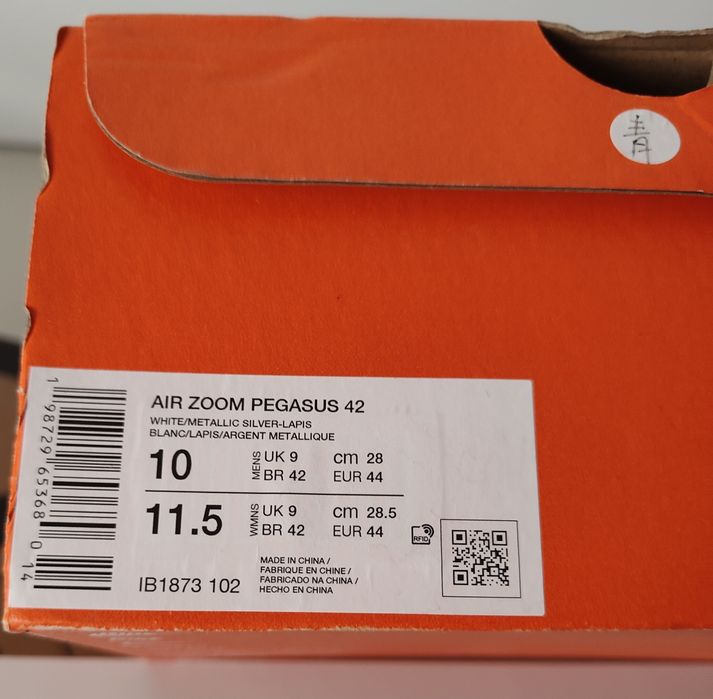 青
AIR ZOOM PEGASUS 42
WHITE/METALLIC SILVER-LAPIS
BLANC/LAPIS/ARGENT METALLIQUE
10 MENS UK 9 cm 28
BR 42 EUR 44
11.5 WMNS UK 9 cm 28.5
BR 42 EUR 44
RFID
IB1873 102
MADE IN CHINA /
FABRIQUE EN CHINE /
FABRICADO NA CHINA /
HECHO EN CHINA
1 98729 65368 0 14